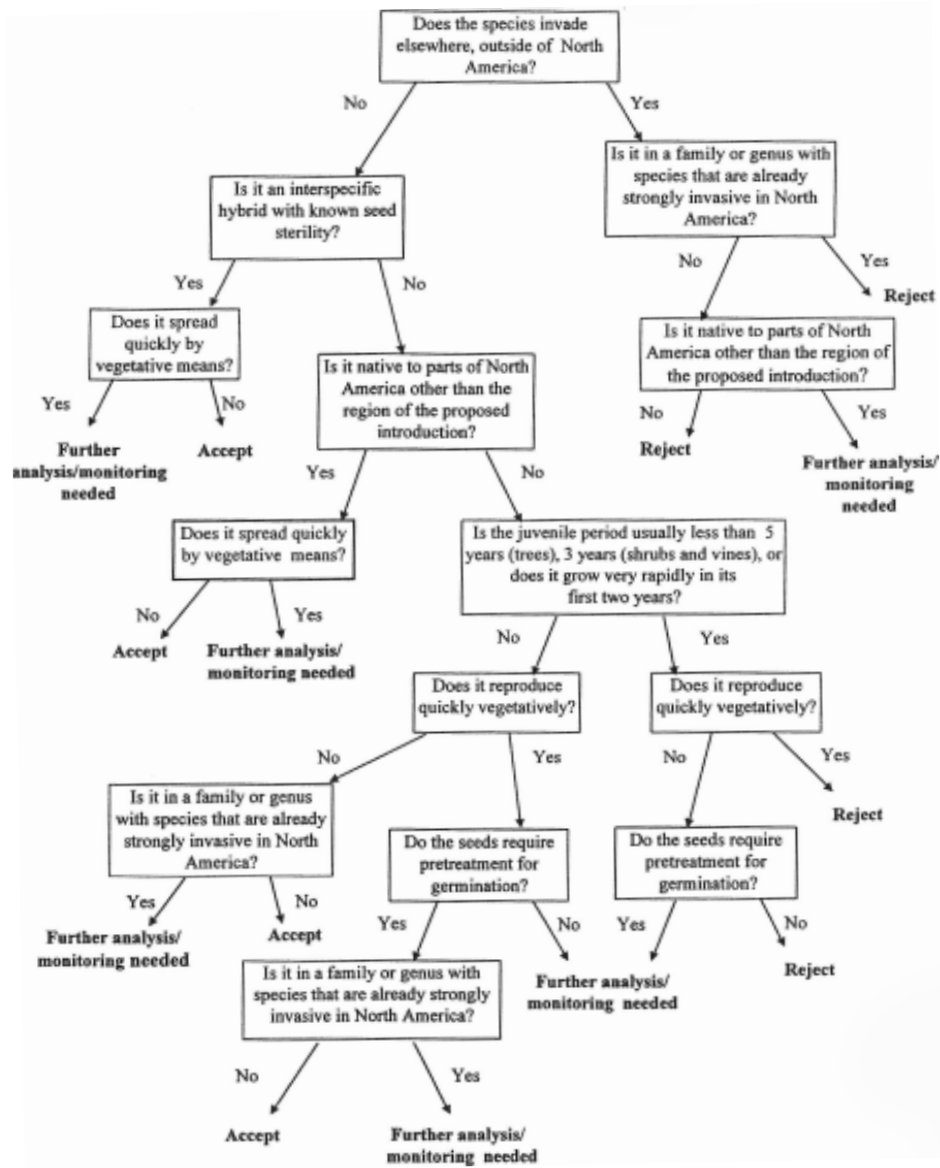 Does the species invade
elsewhere, outside of North
America?
No
Yes
Is it in a family or genus with
species that are already
strongly invasive in North
America?
Is it an interspecific
hybrid with known seed
sterility?
No
Yes
Reject
Yes
No
Does it spread
quickly by
vegetative means?
Is it native to parts of North
America other than the region of
the proposed introduction?
Is it native to parts of North
America other than the
region of the proposed
introduction?
Yes
No
No
Yes
Further
analysis/monitoring
needed
Accept
Reject
Further analysis/
monitoring
needed
Yes
No
Does it spread quickly
by vegetative means?
Is the juvenile period usually less than 5
years (trees), 3 years (shrubs and vines), or
does it grow very rapidly in its
first two years?
No
Yes
Accept
Further analysis/
monitoring needed
No
Yes
Does it reproduce
quickly vegetatively?
Does it reproduce
quickly vegetatively?
No
Yes
No
Yes
Reject
Is it in a family or genus
with species that are already
strongly invasive in North
America?
Do the seeds require
pretreatment for
germination?
Do the seeds require
pretreatment for
germination?
Yes
No
Yes
No
Yes
No
Further analysis/
monitoring needed
Accept
Further analysis/
monitoring needed
Reject
Is it in a family or genus with
species that are already strongly
invasive in North America?
No
Yes
Accept
Further analysis/
monitoring needed